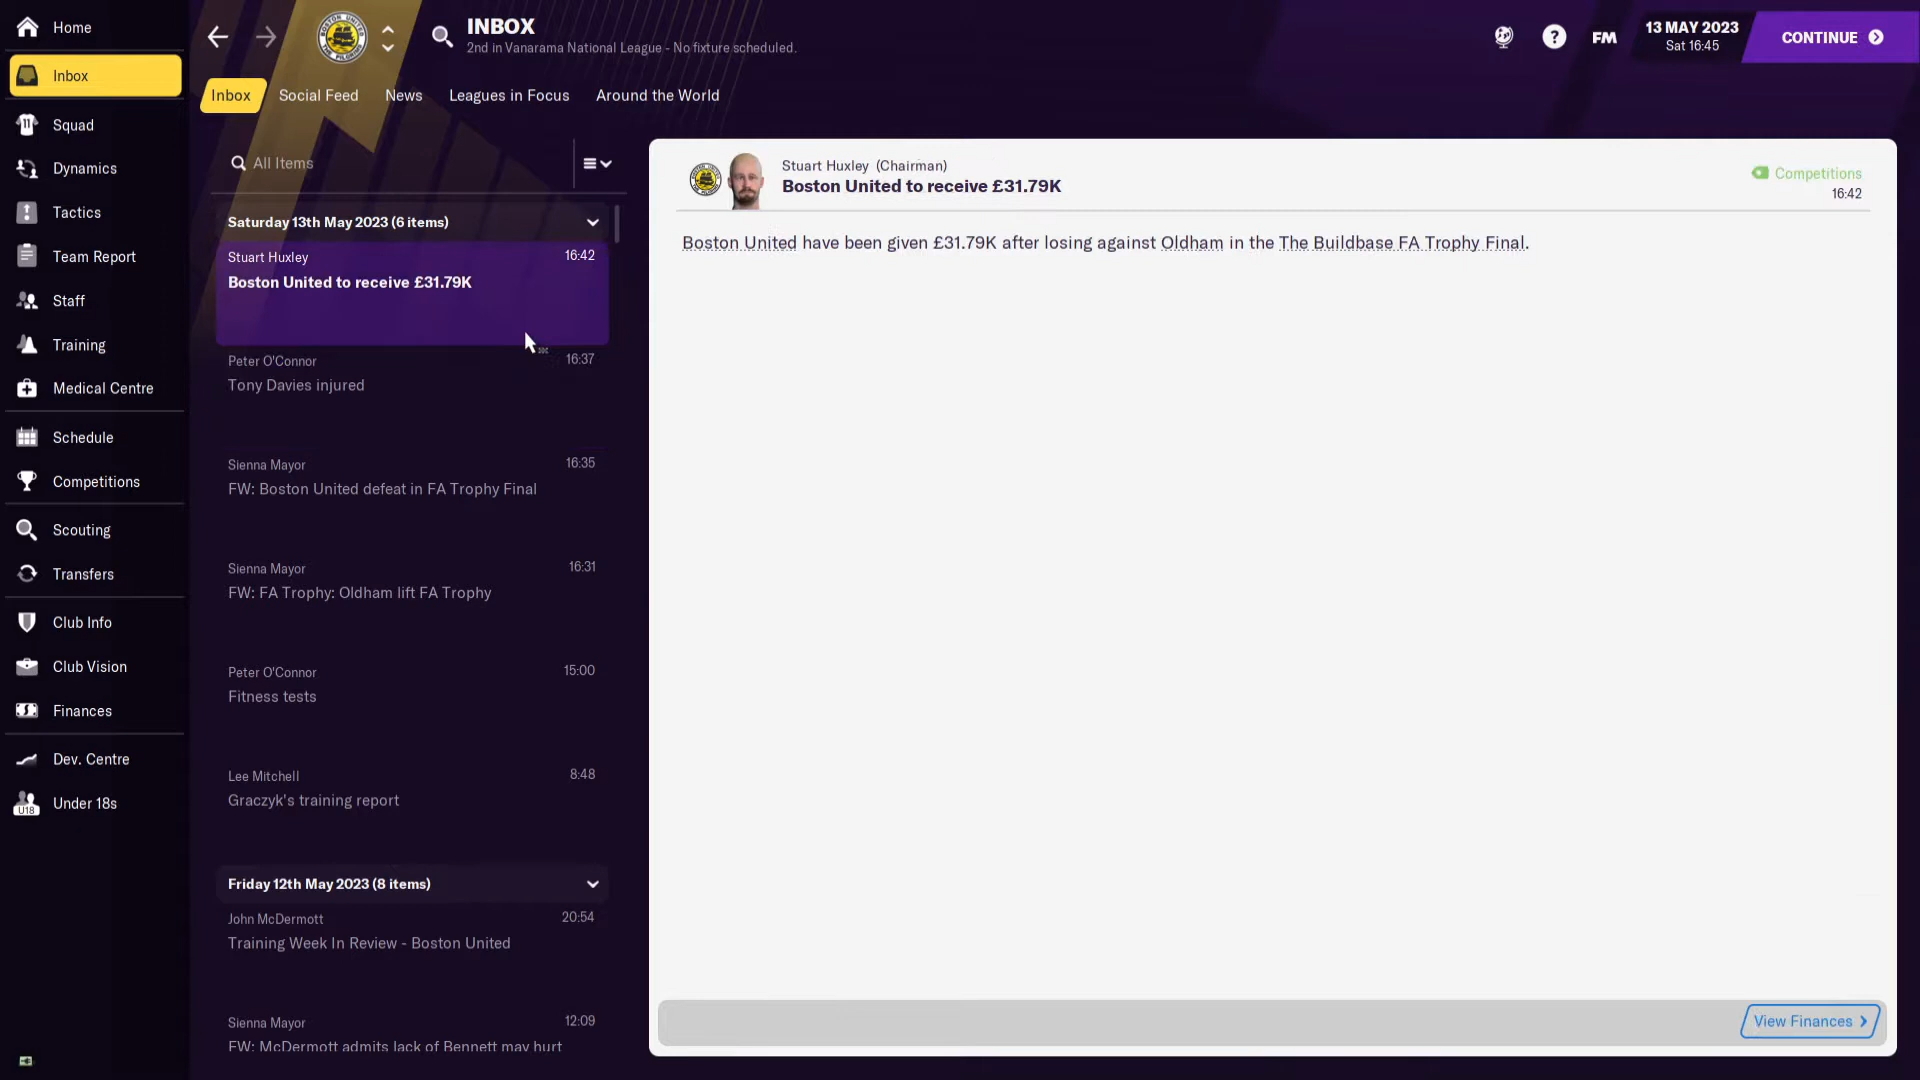 Home
Inbox
Squad
Dynamics
Tactics
Team Report
Staff
Training
Medical Centre
Schedule
Competitions
Scouting
Transfers
Club Info
Club Vision
Finances
Dev. Centre
U18
Under 18s
INBOX
2nd in Vanarama National League - No fixture scheduled.
?
FM
13 MAY 2023
Sat 16:45
CONTINUE
Inbox
Social Feed
News
Leagues in Focus
Around the World
All Items
Saturday 13th May 2023 (6 items)
Stuart Huxley 16:42
Boston United to receive £31.79K
Peter O'Connor 16:37
Tony Davies injured
Sienna Mayor 16:35
FW: Boston United defeat in FA Trophy Final
Sienna Mayor 16:31
FW: FA Trophy: Oldham lift FA Trophy
Peter O'Connor 15:00
Fitness tests
Lee Mitchell 8:48
Graczyk's training report
Friday 12th May 2023 (8 items)
John McDermott 20:54
Training Week In Review - Boston United
Sienna Mayor 12:09
FW: McDermott admits lack of Bennett may hurt
Stuart Huxley (Chairman)
Boston United to receive £31.79K
Competitions
16:42
Boston United have been given £31.79K after losing against Oldham in the The Buildbase FA Trophy Final.
View Finances